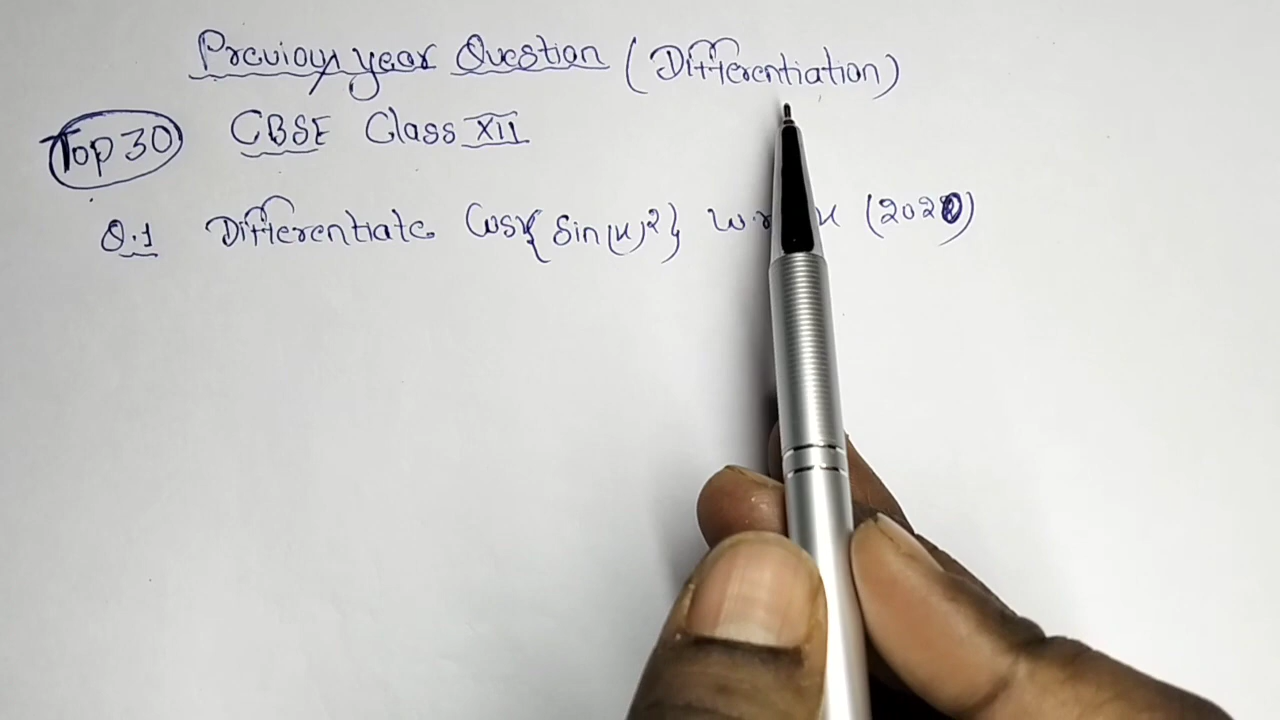 Previous year Question (Differentiation)
Top 30 CBSE Class XII
Q.1 Differentiate Cos{Sin(x)²} w.r x (2020)